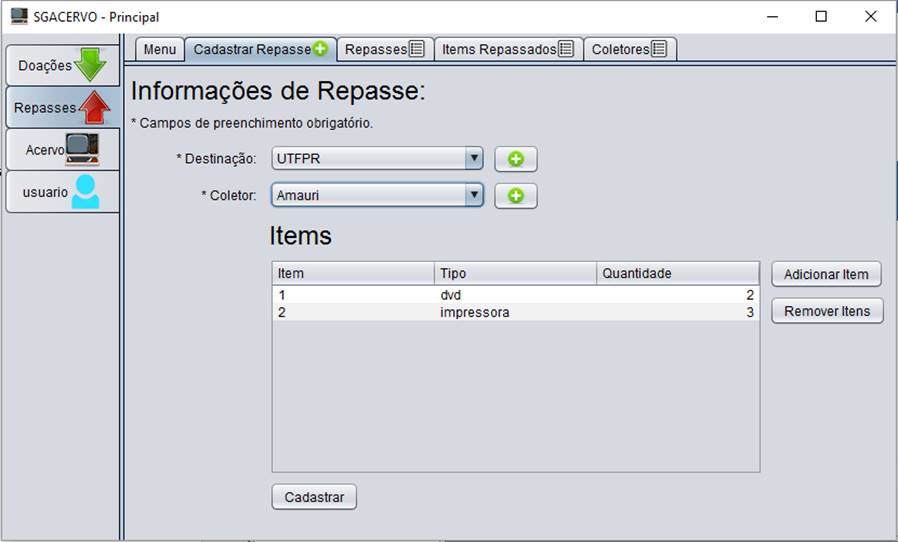 SGACERVO - Principal
Doações
Repasses
Acervo
usuario
Menu Cadastrar Repasse Repasses Items Repassados Coletores
Informações de Repasse:
* Campos de preenchimento obrigatório.
* Destinação: UTFPR
* Coletor: Amauri
Items
Item Tipo Quantidade
1 dvd 2
2 impressora 3
Adicionar Item
Remover Itens
Cadastrar